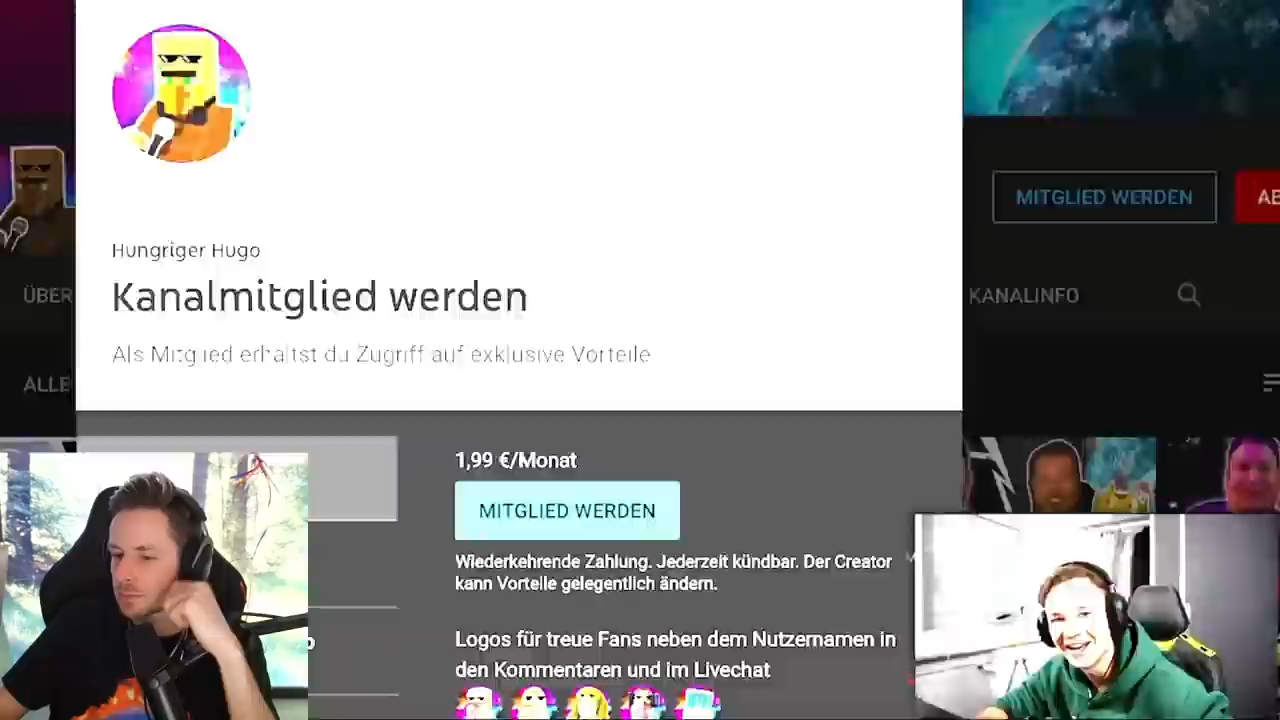 Hungriger Hugo
Kanalmitglied werden
Als Mitglied erhältst du Zugriff auf exklusive Vorteile
MITGLIED WERDEN
ÜBER
KANALINFO
ALLE
1,99 €/Monat
MITGLIED WERDEN
Wiederkehrende Zahlung. Jederzeit kündbar. Der Creator
kann Vorteile gelegentlich ändern.
Logos für treue Fans neben dem Nutzernamen in
den Kommentaren und im Livechat